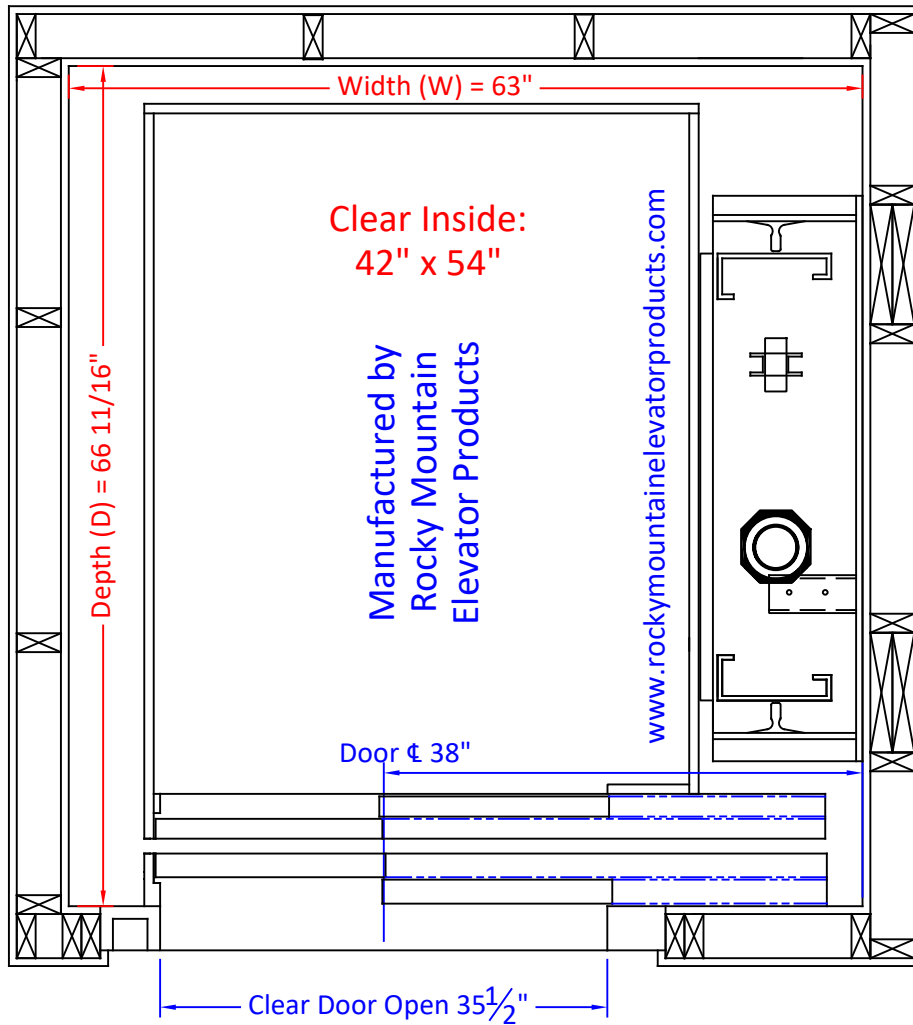 Width (W) = 63"
Clear Inside:
42" x 54"
Depth (D) = 66 11/16"
Manufactured by
Rocky Mountain
Elevator Products
www.rockymountainelevatorproducts.com
Door ℄ 38"
Clear Door Open 35½"